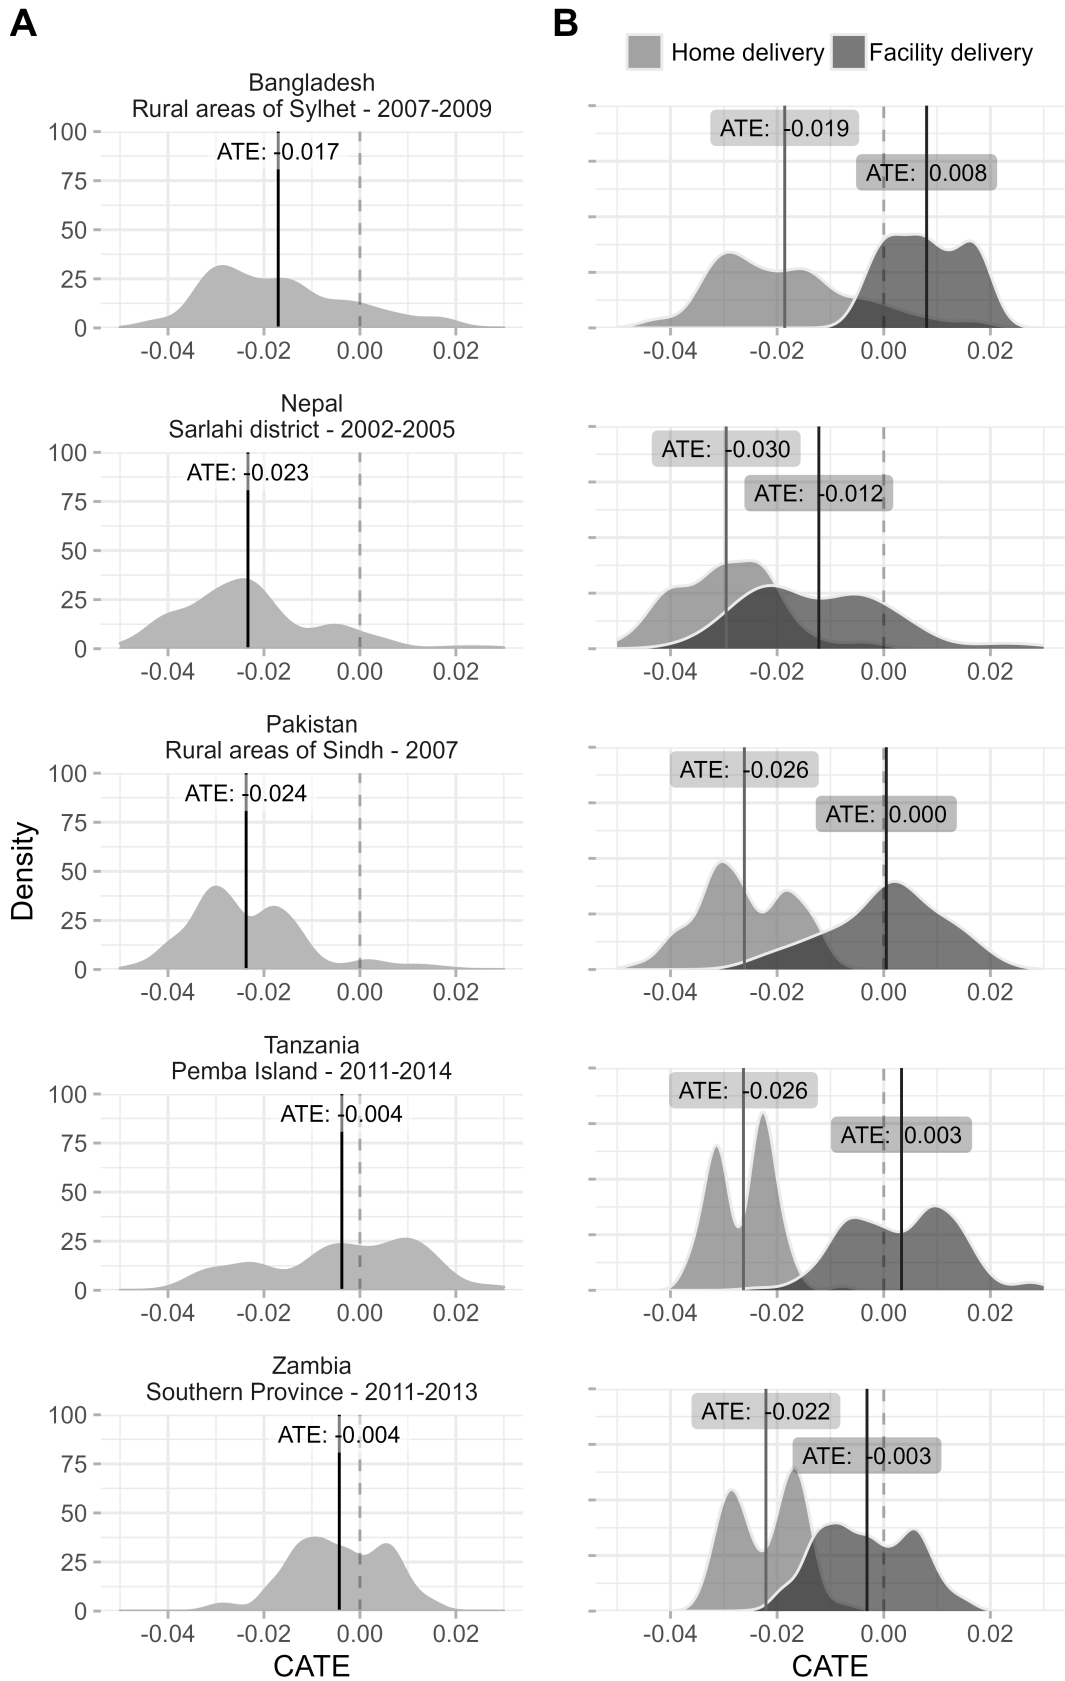 A
B
Home delivery
Facility delivery
Bangladesh
Rural areas of Sylhet - 2007-2009
100
75
50
25
0
ATE: -0.017
-0.04
-0.02
0.00
0.02
ATE: -0.019
ATE: 0.008
-0.04
-0.02
0.00
0.02
Nepal
Sarlahi district - 2002-2005
100
75
50
25
0
ATE: -0.023
-0.04
-0.02
0.00
0.02
ATE: -0.030
ATE: -0.012
-0.04
-0.02
0.00
0.02
Pakistan
Rural areas of Sindh - 2007
Density
100
75
50
25
0
ATE: -0.024
-0.04
-0.02
0.00
0.02
ATE: -0.026
ATE: 0.000
-0.04
-0.02
0.00
0.02
Tanzania
Pemba Island - 2011-2014
100
75
50
25
0
ATE: -0.004
-0.04
-0.02
0.00
0.02
ATE: -0.026
ATE: 0.003
-0.04
-0.02
0.00
0.02
Zambia
Southern Province - 2011-2013
100
75
50
25
0
ATE: -0.004
-0.04
-0.02
0.00
0.02
CATE
ATE: -0.022
ATE: -0.003
-0.04
-0.02
0.00
0.02
CATE